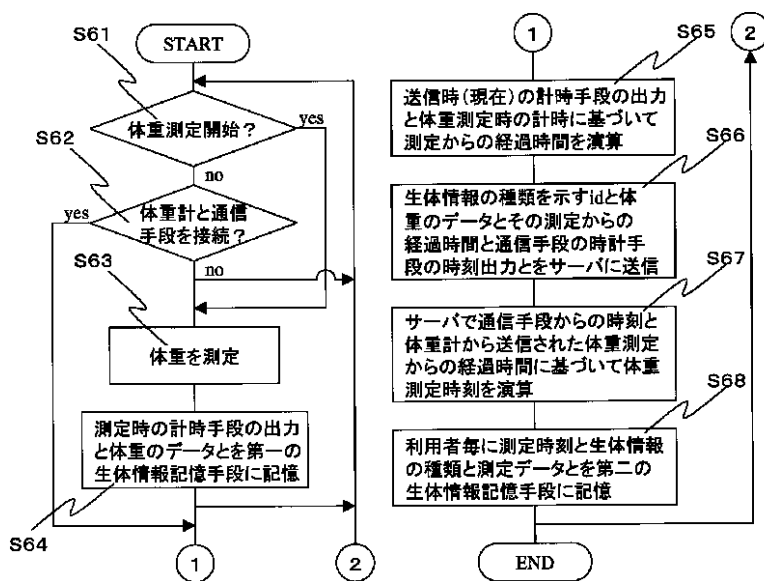 S61
START
体重測定開始？
yes
no
S62
体重計と通信
手段を接続？
yes
no
S63
体重を測定
測定時の計時手段の出力
と体重のデータとを第一の
生体情報記憶手段に記憶
S64
1
2
1
2
S65
送信時(現在)の計時手段の出力
と体重測定時の計時に基づいて
測定からの経過時間を演算
S66
生体情報の種類を示すidと体
重のデータとその測定からの
経過時間と通信手段の時計手
段の時刻出力とをサーバに送信
S67
サーバで通信手段からの時刻と
体重計から送信された体重測定
からの経過時間に基づいて体重
測定時刻を演算
S68
利用者毎に測定時刻と生体情報
の種類と測定データとを第二の
生体情報記憶手段に記憶
END